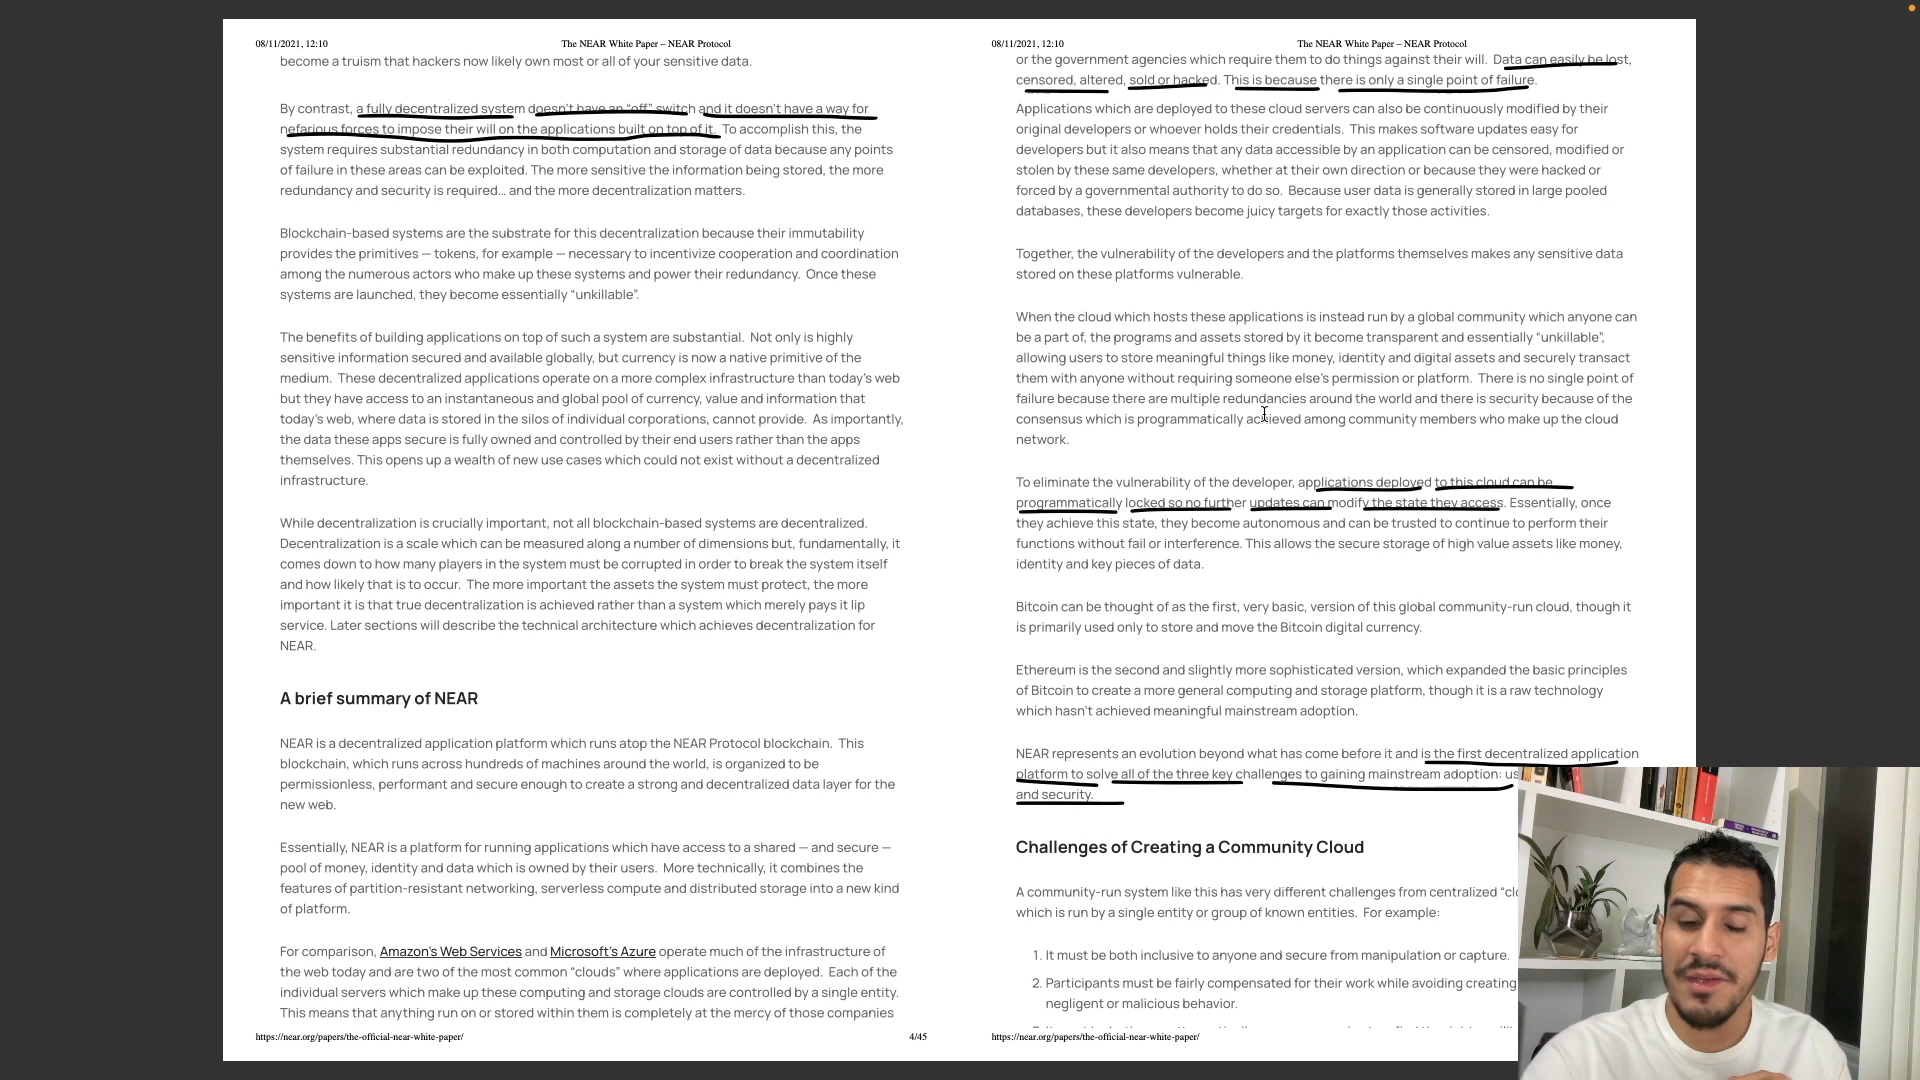 08/11/2021, 12:10 The NEAR White Paper – NEAR Protocol
become a truism that hackers now likely own most or all of your sensitive data.
By contrast, a fully decentralized system doesn't have an “off” switch and it doesn't have a way for
nefarious forces to impose their will on the applications built on top of it. To accomplish this, the
system requires substantial redundancy in both computation and storage of data because any points
of failure in these areas can be exploited. The more sensitive the information being stored, the more
redundancy and security is required… and the more decentralization matters.
Blockchain-based systems are the substrate for this decentralization because their immutability
provides the primitives — tokens, for example — necessary to incentivize cooperation and coordination
among the numerous actors who make up these systems and power their redundancy. Once these
systems are launched, they become essentially “unkillable”.
The benefits of building applications on top of such a system are substantial. Not only is highly
sensitive information secured and available globally, but currency is now a native primitive of the
medium. These decentralized applications operate on a more complex infrastructure than today's web
but they have access to an instantaneous and global pool of currency, value and information that
today's web, where data is stored in the silos of individual corporations, cannot provide. As importantly,
the data these apps secure is fully owned and controlled by their end users rather than the apps
themselves. This opens up a wealth of new use cases which could not exist without a decentralized
infrastructure.
While decentralization is crucially important, not all blockchain-based systems are decentralized.
Decentralization is a scale which can be measured along a number of dimensions but, fundamentally, it
comes down to how many players in the system must be corrupted in order to break the system itself
and how likely that is to occur. The more important the assets the system must protect, the more
important it is that true decentralization is achieved rather than a system which merely pays it lip
service. Later sections will describe the technical architecture which achieves decentralization for
NEAR.
A brief summary of NEAR
NEAR is a decentralized application platform which runs atop the NEAR Protocol blockchain. This
blockchain, which runs across hundreds of machines around the world, is organized to be
permissionless, performant and secure enough to create a strong and decentralized data layer for the
new web.
Essentially, NEAR is a platform for running applications which have access to a shared — and secure —
pool of money, identity and data which is owned by their users. More technically, it combines the
features of partition-resistant networking, serverless compute and distributed storage into a new kind
of platform.
For comparison, Amazon's Web Services and Microsoft's Azure operate much of the infrastructure of
the web today and are two of the most common “clouds” where applications are deployed. Each of the
individual servers which make up these computing and storage clouds are controlled by a single entity.
This means that anything run on or stored within them is completely at the mercy of those companies
https://near.org/papers/the-official-near-white-paper/ 4/45
08/11/2021, 12:10 The NEAR White Paper – NEAR Protocol
or the government agencies which require them to do things against their will. Data can easily be lost,
censored, altered, sold or hacked. This is because there is only a single point of failure.
Applications which are deployed to these cloud servers can also be continuously modified by their
original developers or whoever holds their credentials. This makes software updates easy for
developers but it also means that any data accessible by an application can be censored, modified or
stolen by these same developers, whether at their own direction or because they were hacked or
forced by a governmental authority to do so. Because user data is generally stored in large pooled
databases, these developers become juicy targets for exactly those activities.
Together, the vulnerability of the developers and the platforms themselves makes any sensitive data
stored on these platforms vulnerable.
When the cloud which hosts these applications is instead run by a global community which anyone can
be a part of, the programs and assets stored by it become transparent and essentially “unkillable”,
allowing users to store meaningful things like money, identity and digital assets and securely transact
them with anyone without requiring someone else's permission or platform. There is no single point of
failure because there are multiple redundancies around the world and there is security because of the
consensus which is programmatically achieved among community members who make up the cloud
network.
To eliminate the vulnerability of the developer, applications deployed to this cloud can be
programmatically locked so no further updates can modify the state they access. Essentially, once
they achieve this state, they become autonomous and can be trusted to continue to perform their
functions without fail or interference. This allows the secure storage of high value assets like money,
identity and key pieces of data.
Bitcoin can be thought of as the first, very basic, version of this global community-run cloud, though it
is primarily used only to store and move the Bitcoin digital currency.
Ethereum is the second and slightly more sophisticated version, which expanded the basic principles
of Bitcoin to create a more general computing and storage platform, though it is a raw technology
which hasn't achieved meaningful mainstream adoption.
NEAR represents an evolution beyond what has come before it and is the first decentralized application
platform to solve all of the three key challenges to gaining mainstream adoption: us
and security.
Challenges of Creating a Community Cloud
A community-run system like this has very different challenges from centralized “clo
which is run by a single entity or group of known entities. For example:
1. It must be both inclusive to anyone and secure from manipulation or capture.
2. Participants must be fairly compensated for their work while avoiding creating
negligent or malicious behavior.
https://near.org/papers/the-official-near-white-paper/